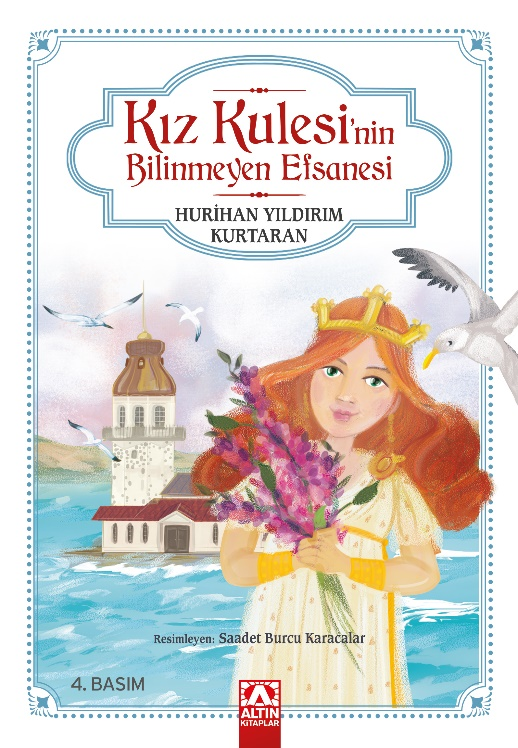 Kız Kulesi'nin
Bilinmeyen Efsanesi
HURİHAN YILDIRIM
KURTARAN
Resimleyen: Saadet Burcu Karacalar
4. BASIM
ALTIN
KİTAPLAR